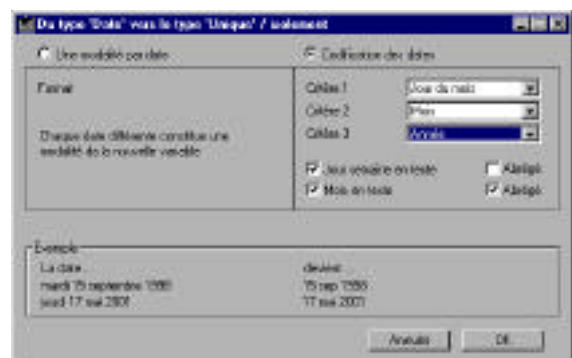 Du type 'Date' vers le type 'Unique' / isolement
Une modalité par date
Codification des dates
Format
Chaque date différente constitue une
modalité de la nouvelle variable
Critère 1 Jour du mois
Critère 2 Mois
Critère 3 Année
Jour semaine en texte Abrégé
Mois en texte Abrégé
Exemple
La date... devient...
mardi 15 septembre 1998 15 sep 1998
jeudi 17 mai 2001 17 mai 2001
Annuler OK